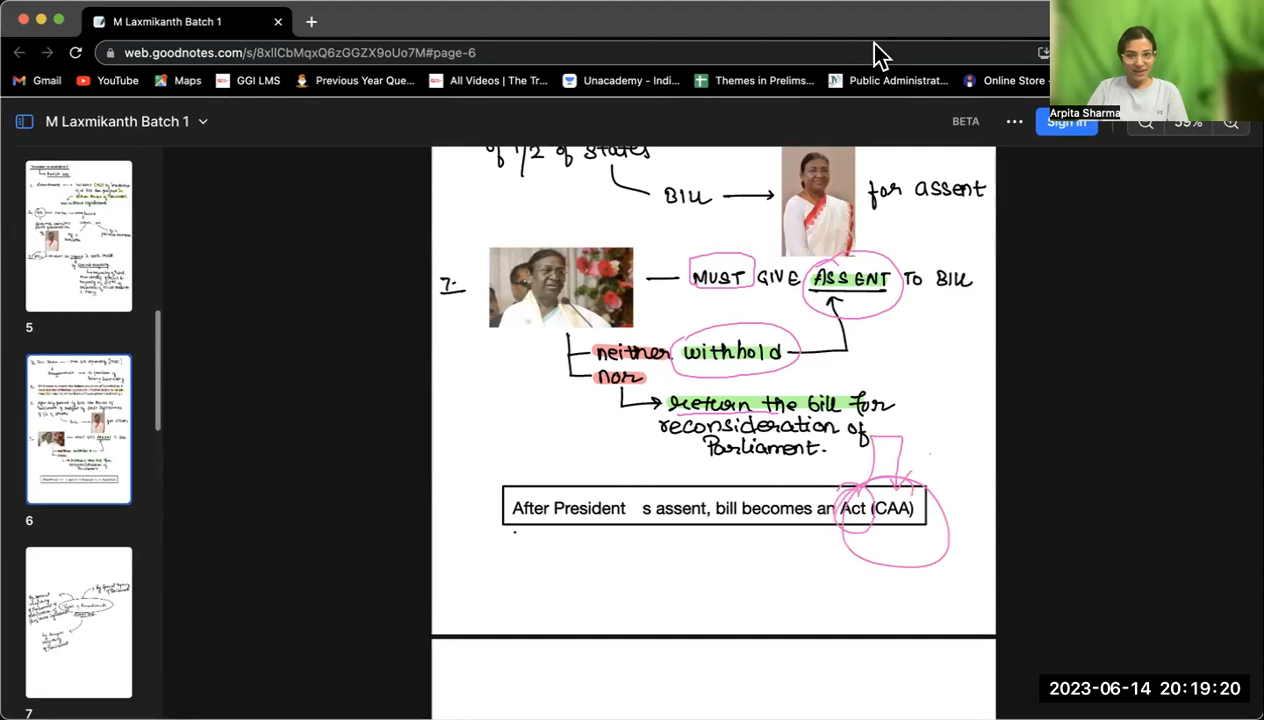 M Laxmikanth Batch 1
web.goodnotes.com/s/8xlICbMqxQ6zGGZX9oUo7M#page-6
Gmail YouTube Maps GGI LMS Previous Year Que... All Videos | The Tr... Unacademy - Indi... Themes in Prelims... Public Administrat... Online Store -
Arpita Sharma
M Laxmikanth Batch 1
BETA
Sign in
59%
of 1/2 of states
BILL
for assent
7.
MUST GIVE ASSENT TO BILL
neither withhold
nor
return the bill for
reconsideration of
Parliament.
After President s assent, bill becomes an Act (CAA)
5
6
7
2023-06-14 20:19:20